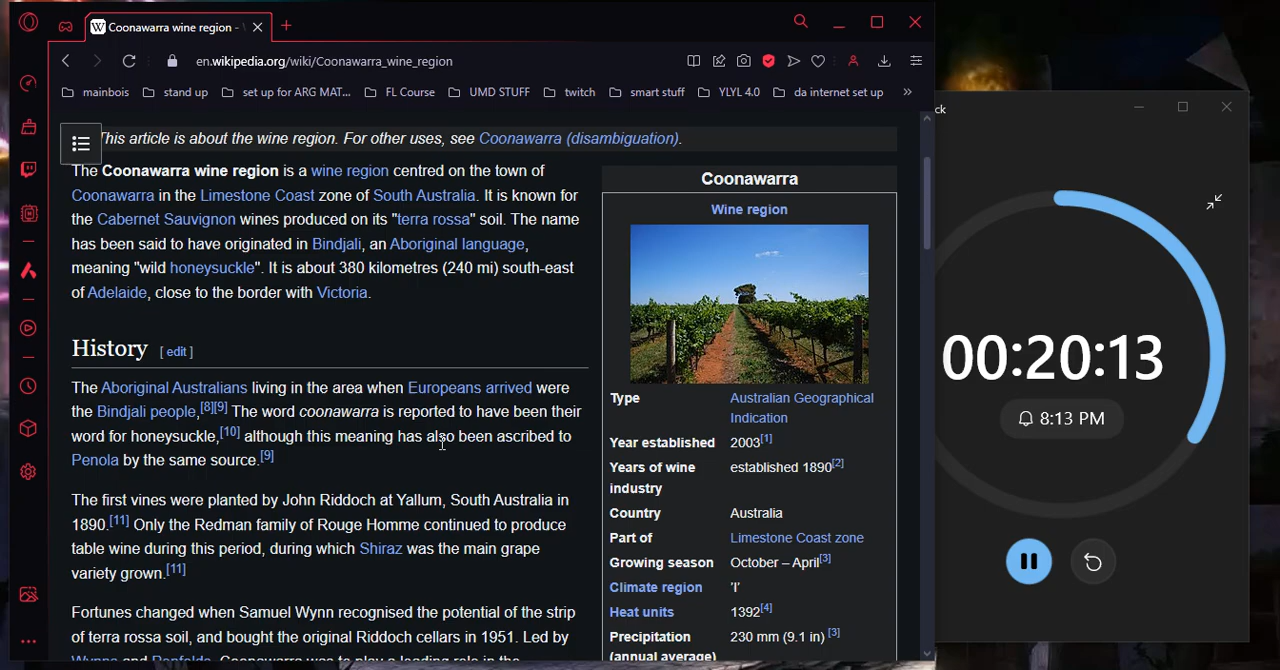 Coonawarra wine region -
en.wikipedia.org/wiki/Coonawarra_wine_region
mainbois
stand up
set up for ARG MAT...
FL Course
UMD STUFF
twitch
smart stuff
YLYL 4.0
da internet set up
»
This article is about the wine region. For other uses, see Coonawarra (disambiguation).
The Coonawarra wine region is a wine region centred on the town of
Coonawarra in the Limestone Coast zone of South Australia. It is known for
the Cabernet Sauvignon wines produced on its "terra rossa" soil. The name
has been said to have originated in Bindjali, an Aboriginal language,
meaning "wild honeysuckle". It is about 380 kilometres (240 mi) south-east
of Adelaide, close to the border with Victoria.
History [ edit ]
The Aboriginal Australians living in the area when Europeans arrived were
the Bindjali people,[8][9] The word coonawarra is reported to have been their
word for honeysuckle,[10] although this meaning has also been ascribed to
Penola by the same source.[9]
The first vines were planted by John Riddoch at Yallum, South Australia in
1890.[11] Only the Redman family of Rouge Homme continued to produce
table wine during this period, during which Shiraz was the main grape
variety grown.[11]
Fortunes changed when Samuel Wynn recognised the potential of the strip
of terra rossa soil, and bought the original Riddoch cellars in 1951. Led by
Wynns and Penfolds, Coonawarra was to play a leading role in the
Coonawarra
Wine region
Type Australian Geographical
Indication
Year established 2003[1]
Years of wine established 1890[2]
industry
Country Australia
Part of Limestone Coast zone
Growing season October – April[3]
Climate region 'I'
Heat units 1392[4]
Precipitation 230 mm (9.1 in) [3]
(annual average)
ck
00:20:13
8:13 PM